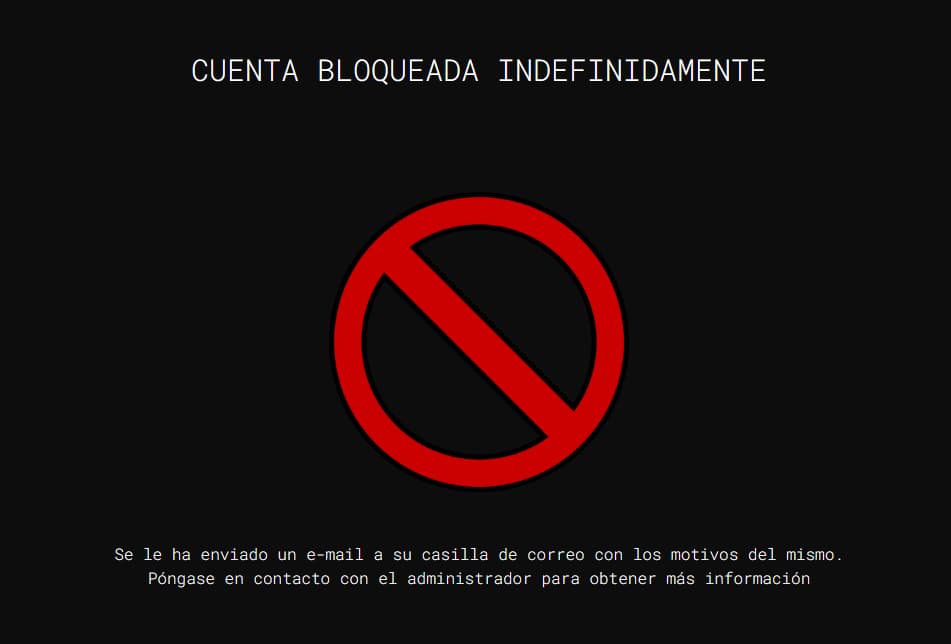 CUENTA BLOQUEADA INDEFINIDAMENTE
Se le ha enviado un e-mail a su casilla de correo con los motivos del mismo.
Póngase en contacto con el administrador para obtener más información